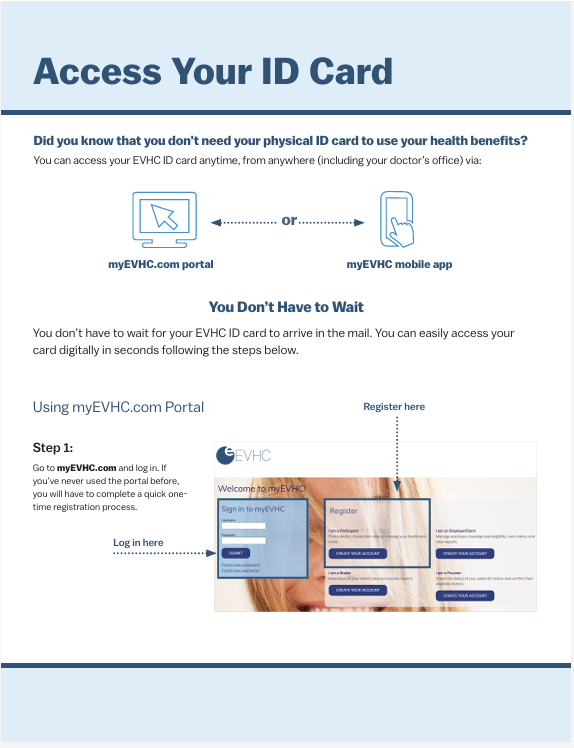 Access Your ID Card
Did you know that you don't need your physical ID card to use your health benefits?
You can access your EVHC ID card anytime, from anywhere (including your doctor's office) via:
or
myEVHC.com portal
myEVHC mobile app
You Don't Have to Wait
You don't have to wait for your EVHC ID card to arrive in the mail. You can easily access your
card digitally in seconds following the steps below.
Using myEVHC.com Portal
Register here
Step 1:
Go to myEVHC.com and log in. If
you've never used the portal before,
you will have to complete a quick one-
time registration process.
Log in here
EVHC
Welcome to myEVHC!
Sign in to myEVHC
Username
Password
SUBMIT
Register
I am a Participant
CREATE YOUR ACCOUNT
I am an Employer/Client
CREATE YOUR ACCOUNT
I am a Broker
CREATE YOUR ACCOUNT
I am a Provider
CREATE YOUR ACCOUNT